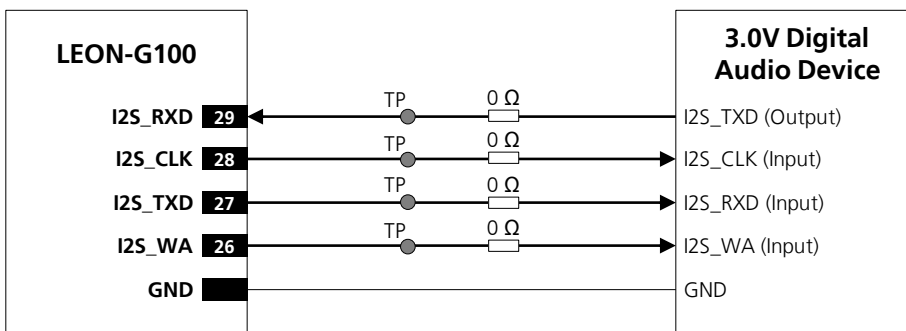 LEON-G100
3.0V Digital
Audio Device
I2S_RXD 29 TP 0 Ω I2S_TXD (Output)
I2S_CLK 28 TP 0 Ω I2S_CLK (Input)
I2S_TXD 27 TP 0 Ω I2S_RXD (Input)
I2S_WA 26 TP 0 Ω I2S_WA (Input)
GND GND